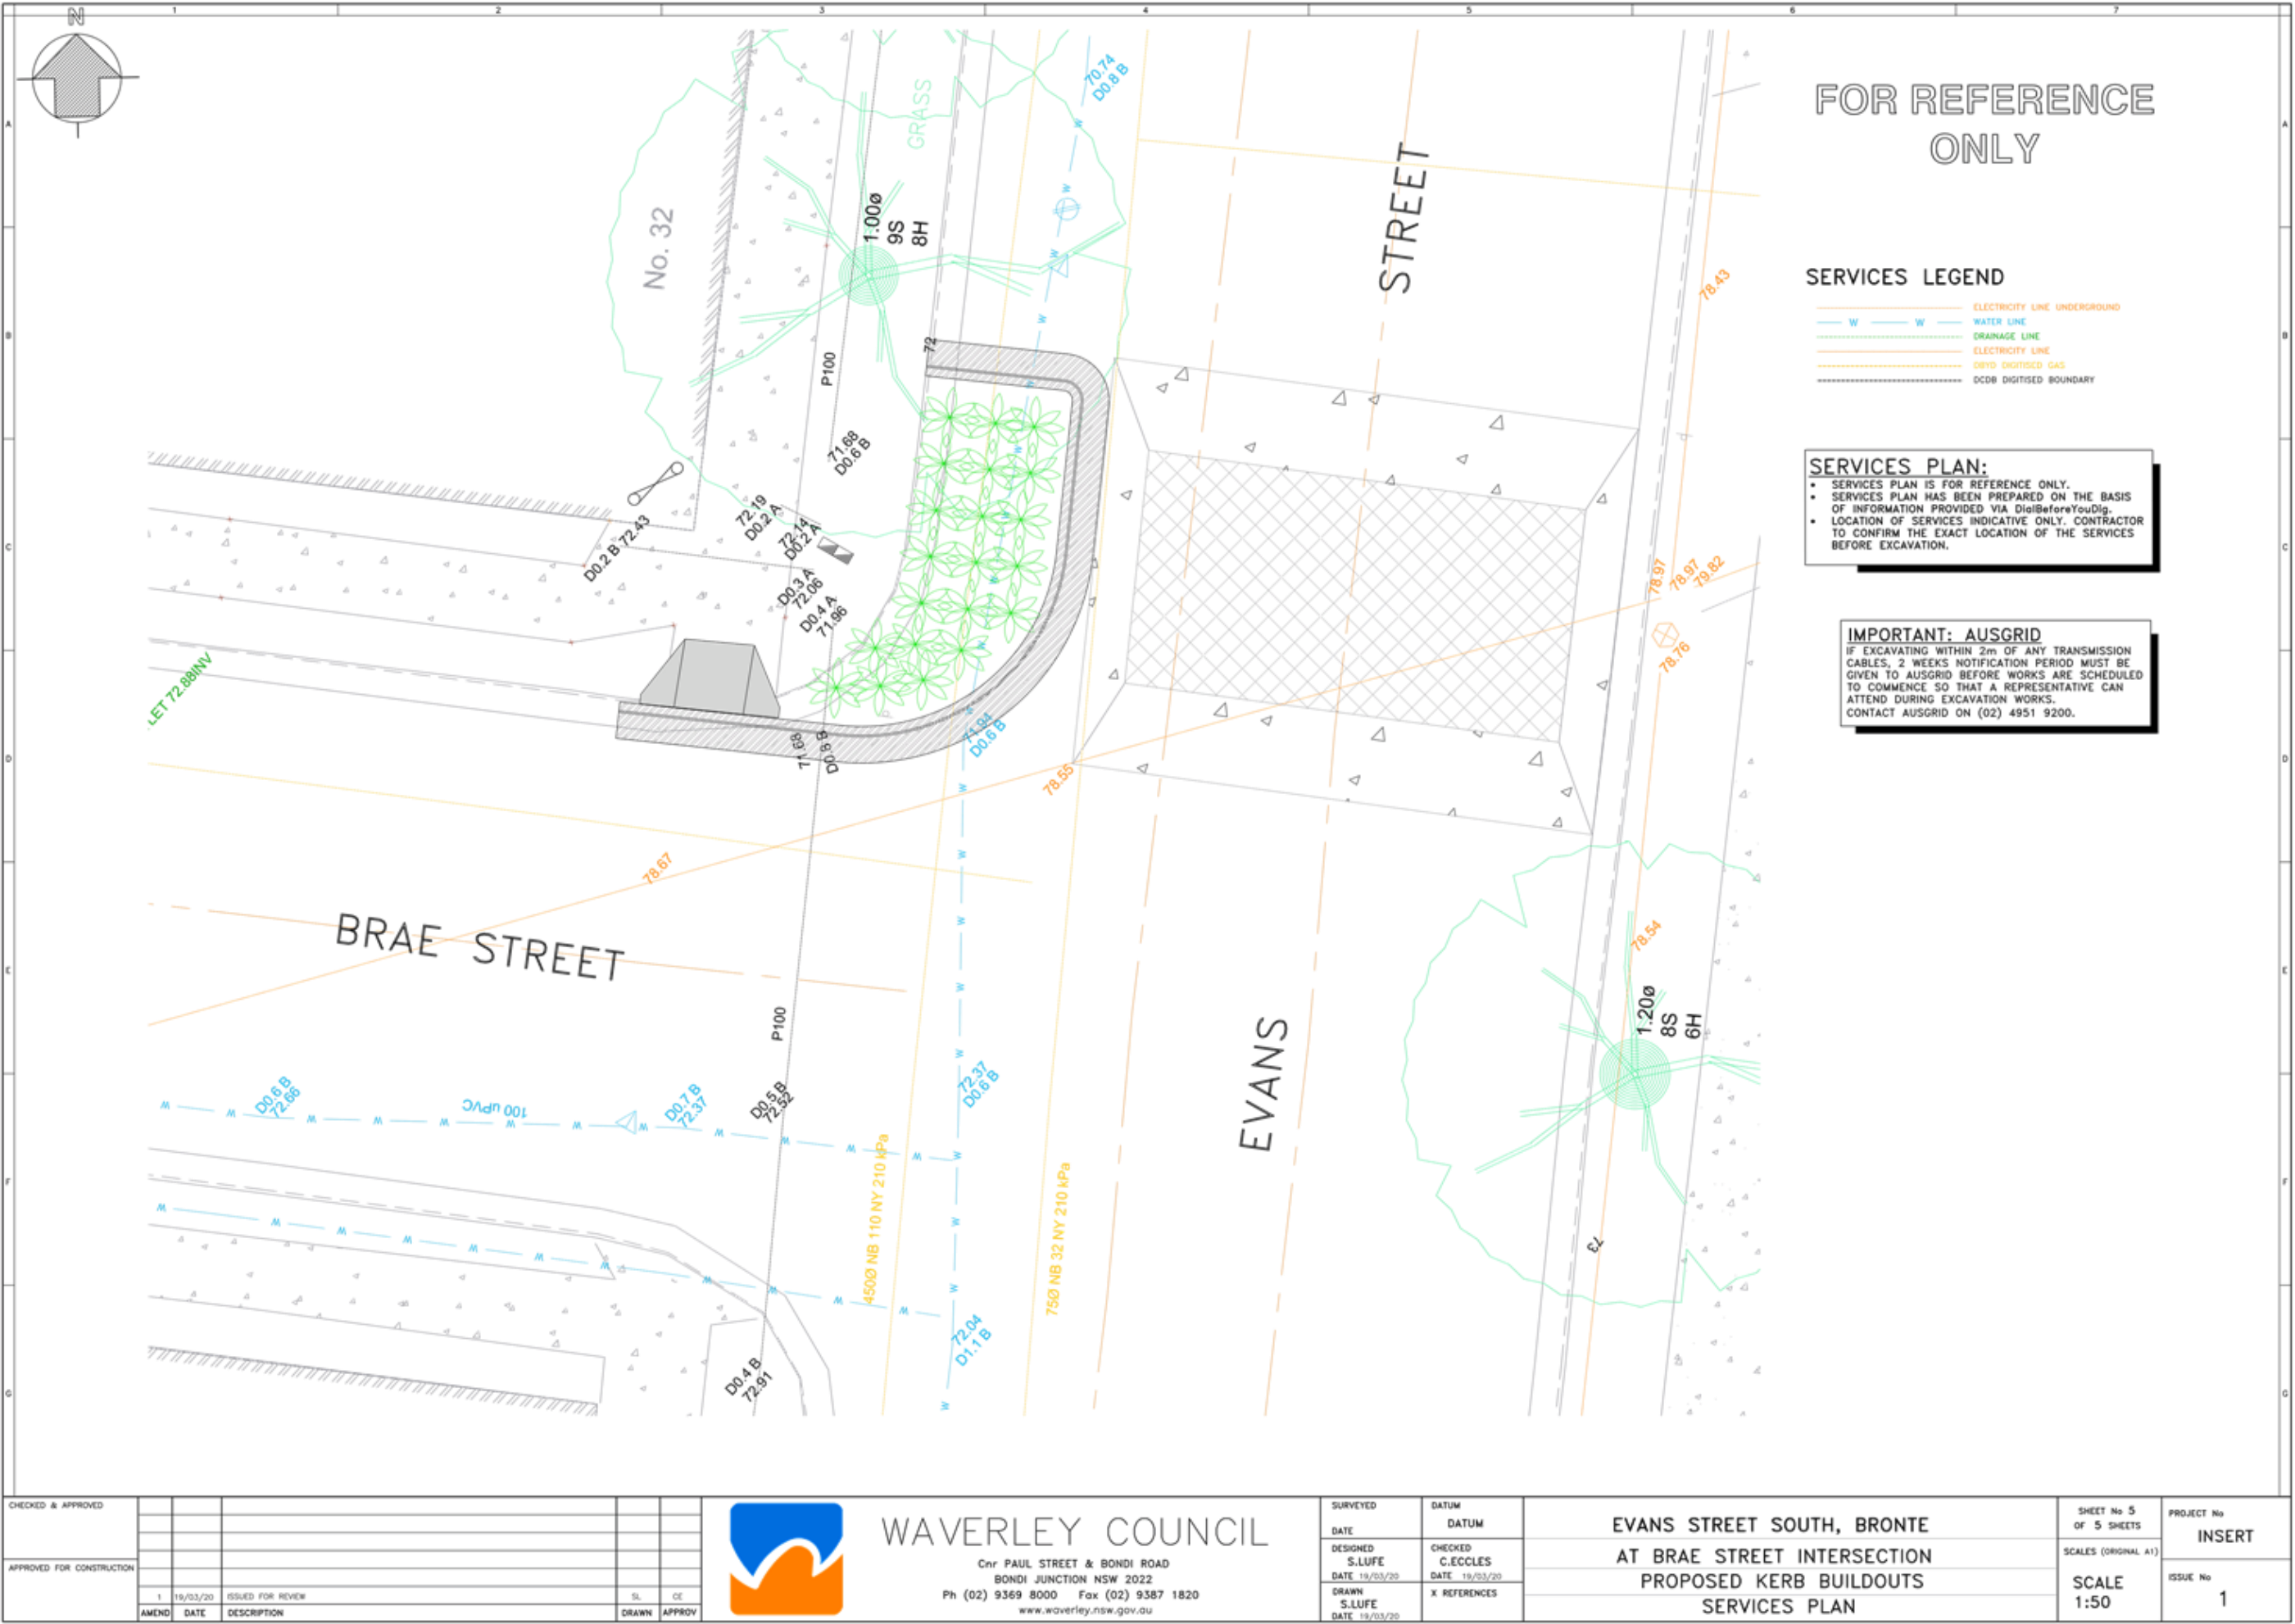 1 2 3 4 5 6 7
N
FOR REFERENCE
ONLY
A
B
C
D
E
F
G
GRASS
70.74
D0.8 B
No. 32
1.00ø
9S
8H
STREET
78.43
72
P100
71.68
D0.6 B
72.19
D0.2 A
72.14
D0.2 A
D0.2 B 72.43
D0.3 A
72.06
D0.4 A
71.96
78.97
78.97
79.82
78.76
LET 72.88INV
71.68
D0.8 B
71.94
D0.6 B
78.55
78.67
BRAE STREET
78.54
1.20ø
8S
6H
P100
EVANS
D0.6 B
72.66
100 uPVC
D0.7 B
72.37
D0.5 B
72.52
72.37
D0.6 B
450Ø NB 110 NY 210 kPa
75Ø NB 32 NY 210 kPa
73
72.04
D1.1 B
D0.4 B
72.91
SERVICES LEGEND
ELECTRICITY LINE UNDERGROUND
W W WATER LINE
DRAINAGE LINE
ELECTRICITY LINE
DBYD DIGITISED GAS
DCDB DIGITISED BOUNDARY
SERVICES PLAN:
• SERVICES PLAN IS FOR REFERENCE ONLY.
• SERVICES PLAN HAS BEEN PREPARED ON THE BASIS
OF INFORMATION PROVIDED VIA DialBeforeYouDig.
• LOCATION OF SERVICES INDICATIVE ONLY. CONTRACTOR
TO CONFIRM THE EXACT LOCATION OF THE SERVICES
BEFORE EXCAVATION.
IMPORTANT: AUSGRID
IF EXCAVATING WITHIN 2m OF ANY TRANSMISSION
CABLES, 2 WEEKS NOTIFICATION PERIOD MUST BE
GIVEN TO AUSGRID BEFORE WORKS ARE SCHEDULED
TO COMMENCE SO THAT A REPRESENTATIVE CAN
ATTEND DURING EXCAVATION WORKS.
CONTACT AUSGRID ON (02) 4951 9200.
CHECKED & APPROVED
APPROVED FOR CONSTRUCTION
1 19/03/20 ISSUED FOR REVIEW SL CE
AMEND DATE DESCRIPTION DRAWN APPROV
WAVERLEY COUNCIL
Cnr PAUL STREET & BONDI ROAD
BONDI JUNCTION NSW 2022
Ph (02) 9369 8000 Fax (02) 9387 1820
www.waverley.nsw.gov.au
SURVEYED
DATE
DESIGNED
S.LUFE
DATE 19/03/20
DRAWN
S.LUFE
DATE 19/03/20
DATUM
DATUM
CHECKED
C.ECCLES
DATE 19/03/20
X REFERENCES
EVANS STREET SOUTH, BRONTE
AT BRAE STREET INTERSECTION
PROPOSED KERB BUILDOUTS
SERVICES PLAN
SHEET No 5
OF 5 SHEETS
SCALES (ORIGINAL A1)
SCALE
1:50
PROJECT No
INSERT
ISSUE No
1